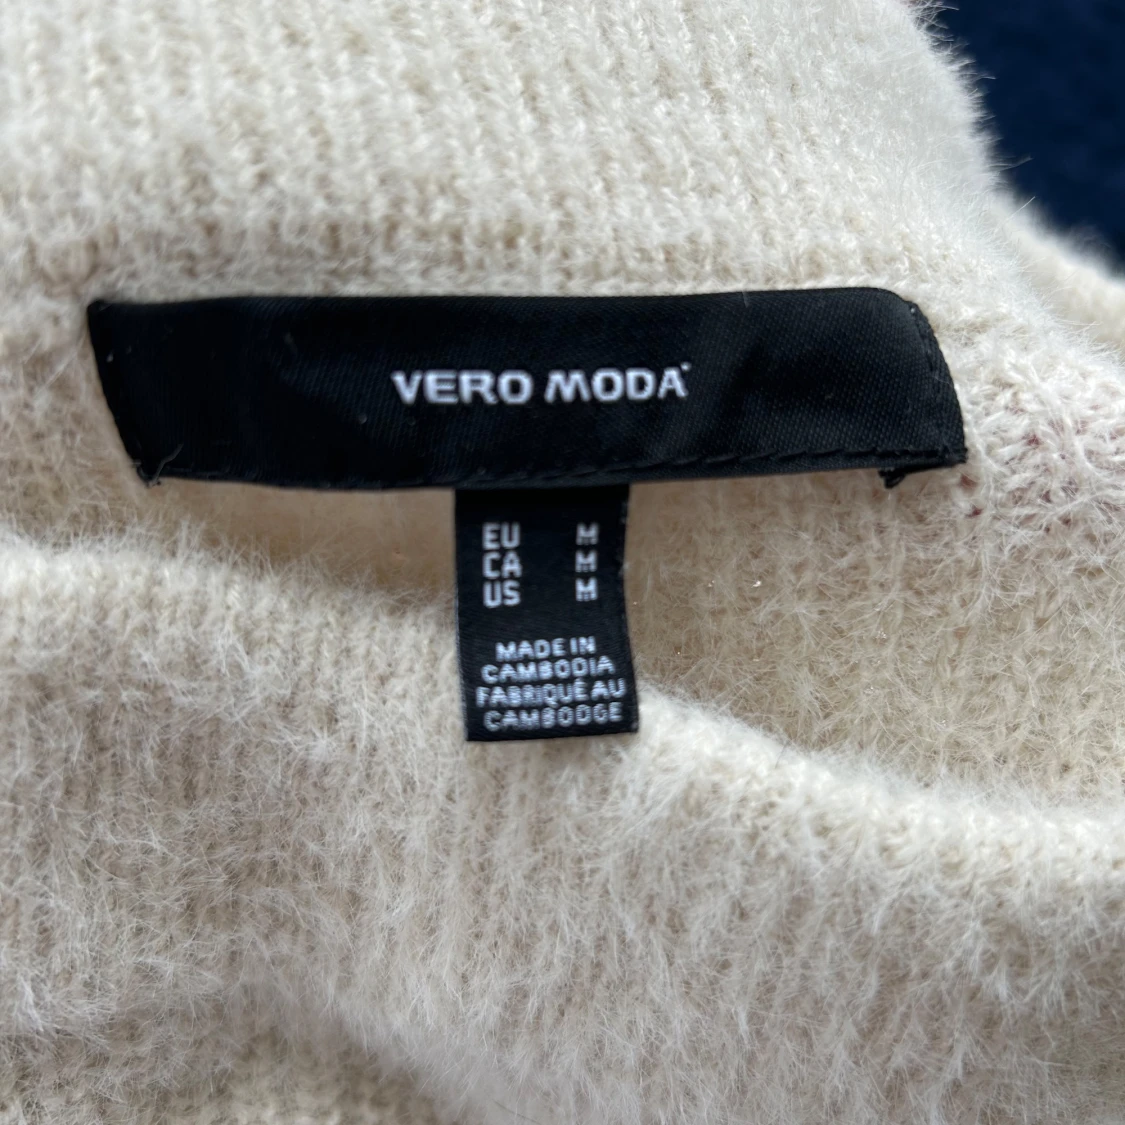 VERO MODA
EU M
CA M
US M
MADE IN
CAMBODIA
FABRIQUÉ AU
CAMBODGE